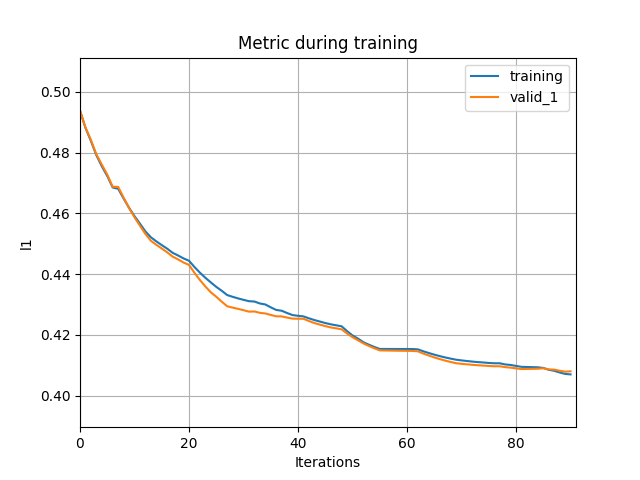 Metric during training
training
valid_1
0.50
0.48
0.46
0.44
0.42
0.40
l1
0 20 40 60 80
Iterations